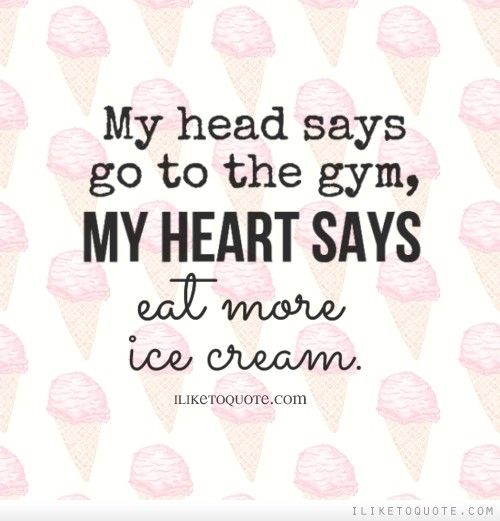 My head says
go to the gym,
MY HEART SAYS
eat more
ice cream.
ILIKETOQUOTE.com
ILIKETOQUOTE.COM